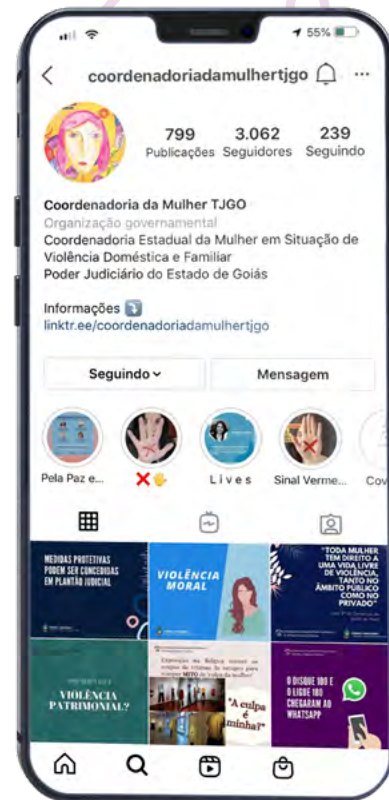 55%
coordenadoriadamulhertjgo
799 3.062 239
Publicações Seguidores Seguindo
Coordenadoria da Mulher TJGO
Organização governamental
Coordenadoria Estadual da Mulher em Situação de
Violência Doméstica e Familiar
Poder Judiciário do Estado de Goiás
Informações
linktr.ee/coordenadoriadamulhertjgo
Seguindo Mensagem
Pela Paz e... Lives Sinal Verme... Cov
MEDIDAS PROTETIVAS
PODEM SER CONCEDIDAS
EM PLANTÃO JUDICIAL
VIOLÊNCIA
MORAL
"TODA MULHER
TEM DIREITO A
UMA VIDA LIVRE
DE VIOLÊNCIA,
TANTO NO
ÂMBITO PÚBLICO
COMO NO
PRIVADO"
VIOLÊNCIA
PATRIMONIAL?
Exposição na Bélgica
"A culpa
é
minha?"
O DISQUE 100 E
O LIGUE 180
CHEGARAM AO
WHATSAPP